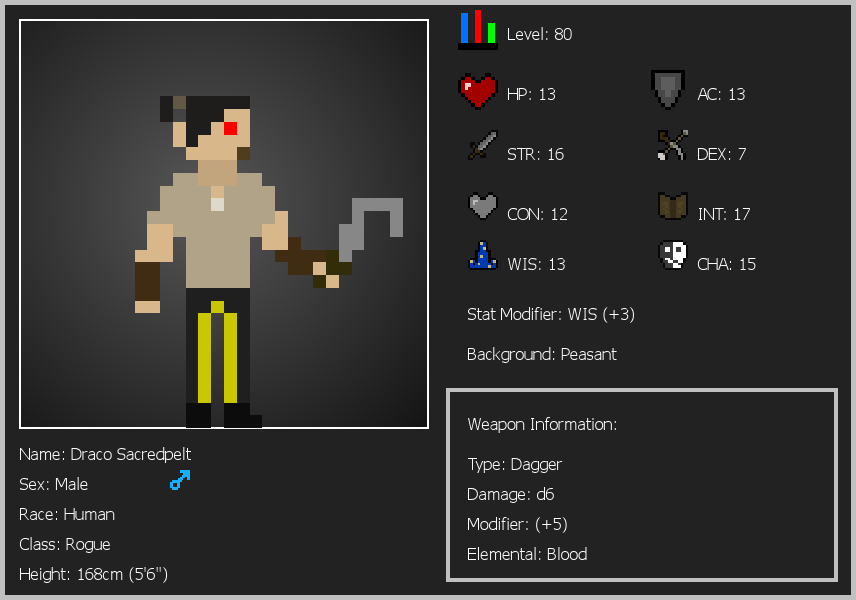 Level: 80
HP: 13
AC: 13
STR: 16
DEX: 7
CON: 12
INT: 17
WIS: 13
CHA: 15
Stat Modifier: WIS (+3)
Background: Peasant
Weapon Information:
Type: Dagger
Damage: d6
Modifier: (+5)
Elemental: Blood
Name: Draco Sacredpelt
Sex: Male
Race: Human
Class: Rogue
Height: 168cm (5'6")